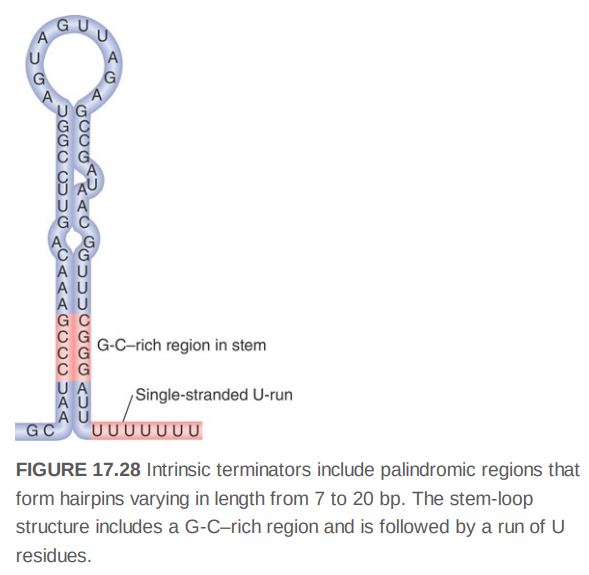 A G U U
U A
G G
A A
U G
G C
G C
C G
A
C U
U A
U A
G C
A G
C G
A U
A U
A U
G C
C G
G-C–rich region in stem
C G
C G
U A
Single-stranded U-run
A U
A U
G C U U U U U U U
FIGURE 17.28 Intrinsic terminators include palindromic regions that
form hairpins varying in length from 7 to 20 bp. The stem-loop
structure includes a G-C–rich region and is followed by a run of U
residues.